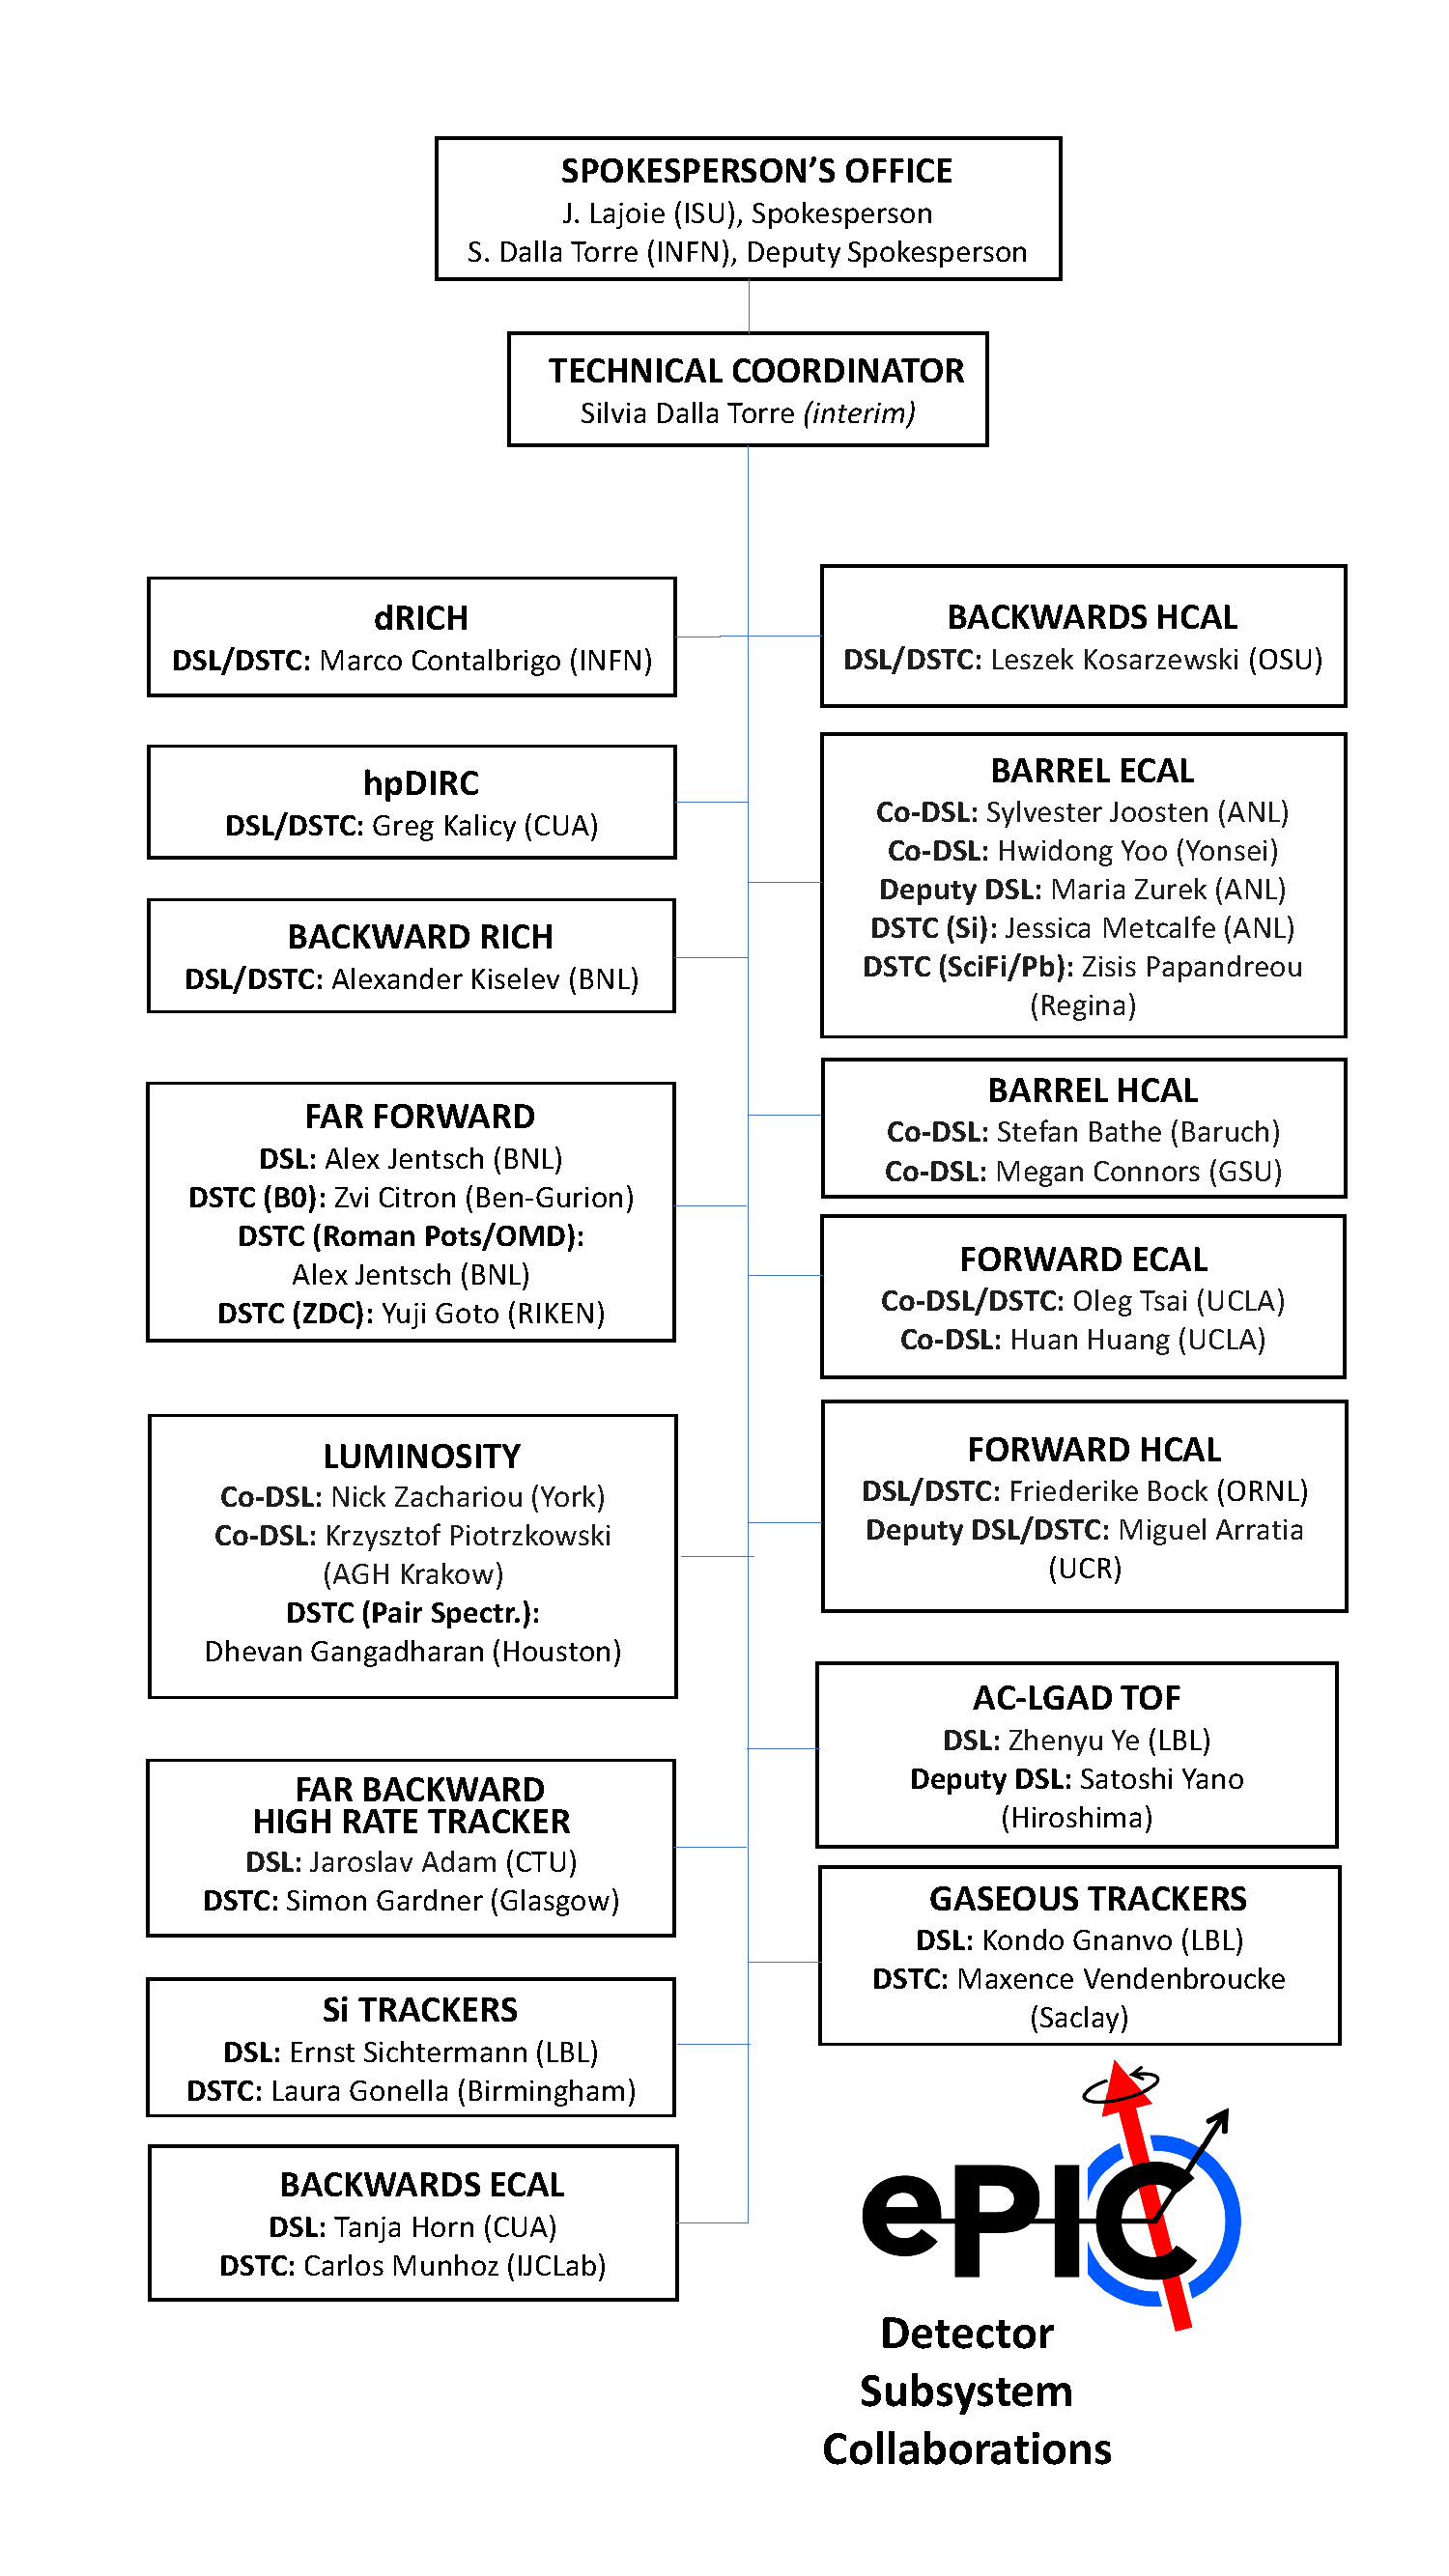 SPOKESPERSON’S OFFICE
J. Lajoie (ISU), Spokesperson
S. Dalla Torre (INFN), Deputy Spokesperson
TECHNICAL COORDINATOR
Silvia Dalla Torre (interim)
dRICH
DSL/DSTC: Marco Contalbrigo (INFN)
hpDIRC
DSL/DSTC: Greg Kalicy (CUA)
BACKWARD RICH
DSL/DSTC: Alexander Kiselev (BNL)
FAR FORWARD
DSL: Alex Jentsch (BNL)
DSTC (B0): Zvi Citron (Ben-Gurion)
DSTC (Roman Pots/OMD):
Alex Jentsch (BNL)
DSTC (ZDC): Yuji Goto (RIKEN)
LUMINOSITY
Co-DSL: Nick Zachariou (York)
Co-DSL: Krzysztof Piotrzkowski
(AGH Krakow)
DSTC (Pair Spectr.):
Dhevan Gangadharan (Houston)
FAR BACKWARD
HIGH RATE TRACKER
DSL: Jaroslav Adam (CTU)
DSTC: Simon Gardner (Glasgow)
Si TRACKERS
DSL: Ernst Sichtermann (LBL)
DSTC: Laura Gonella (Birmingham)
BACKWARDS ECAL
DSL: Tanja Horn (CUA)
DSTC: Carlos Munhoz (IJCLab)
BACKWARDS HCAL
DSL/DSTC: Leszek Kosarzewski (OSU)
BARREL ECAL
Co-DSL: Sylvester Joosten (ANL)
Co-DSL: Hwidong Yoo (Yonsei)
Deputy DSL: Maria Zurek (ANL)
DSTC (Si): Jessica Metcalfe (ANL)
DSTC (SciFi/Pb): Zisis Papandreou
(Regina)
BARREL HCAL
Co-DSL: Stefan Bathe (Baruch)
Co-DSL: Megan Connors (GSU)
FORWARD ECAL
Co-DSL/DSTC: Oleg Tsai (UCLA)
Co-DSL: Huan Huang (UCLA)
FORWARD HCAL
DSL/DSTC: Friederike Bock (ORNL)
Deputy DSL/DSTC: Miguel Arratia
(UCR)
AC-LGAD TOF
DSL: Zhenyu Ye (LBL)
Deputy DSL: Satoshi Yano
(Hiroshima)
GASEOUS TRACKERS
DSL: Kondo Gnanvo (LBL)
DSTC: Maxence Vendenbroucke
(Saclay)
ePIC
Detector
Subsystem
Collaborations